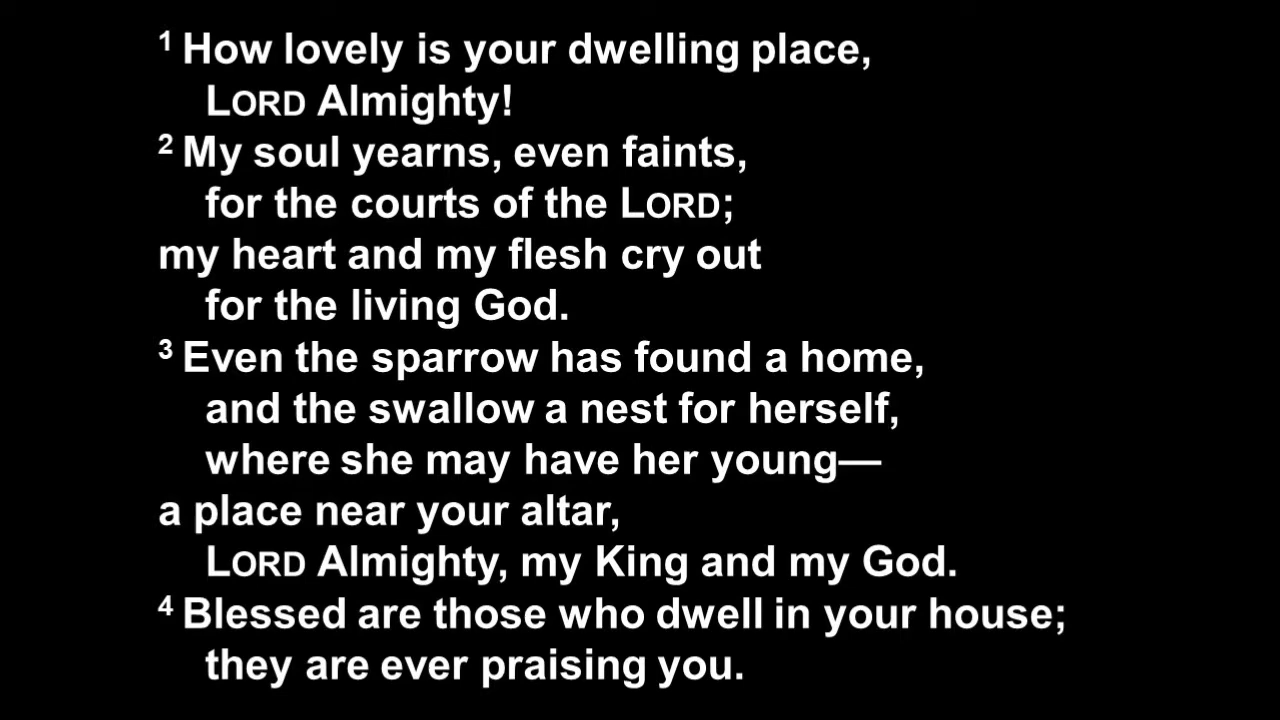 1 How lovely is your dwelling place,
LORD Almighty!
2 My soul yearns, even faints,
for the courts of the LORD;
my heart and my flesh cry out
for the living God.
3 Even the sparrow has found a home,
and the swallow a nest for herself,
where she may have her young—
a place near your altar,
LORD Almighty, my King and my God.
4 Blessed are those who dwell in your house;
they are ever praising you.